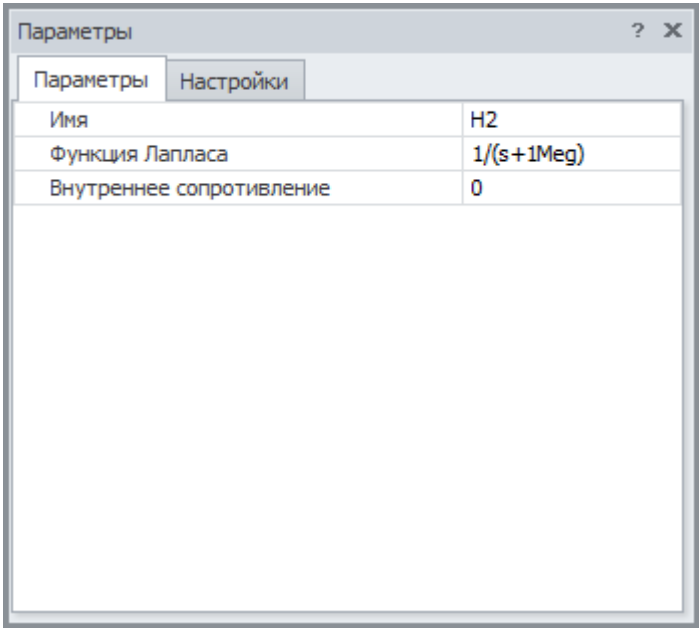 Параметры ? X
Параметры Настройки
Имя H2
Функция Лапласа 1/(s+1Meg)
Внутреннее сопротивление 0